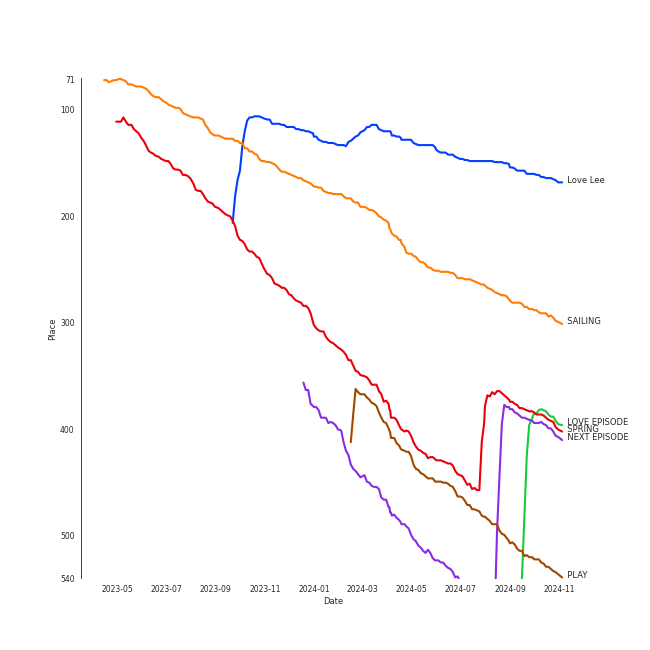 71
100
200
300
400
500
540
Place
Love Lee
SAILING
LOVE EPISODE
SPRING
NEXT EPISODE
PLAY
2023-05 2023-07 2023-09 2023-11 2024-01 2024-03 2024-05 2024-07 2024-09 2024-11
Date